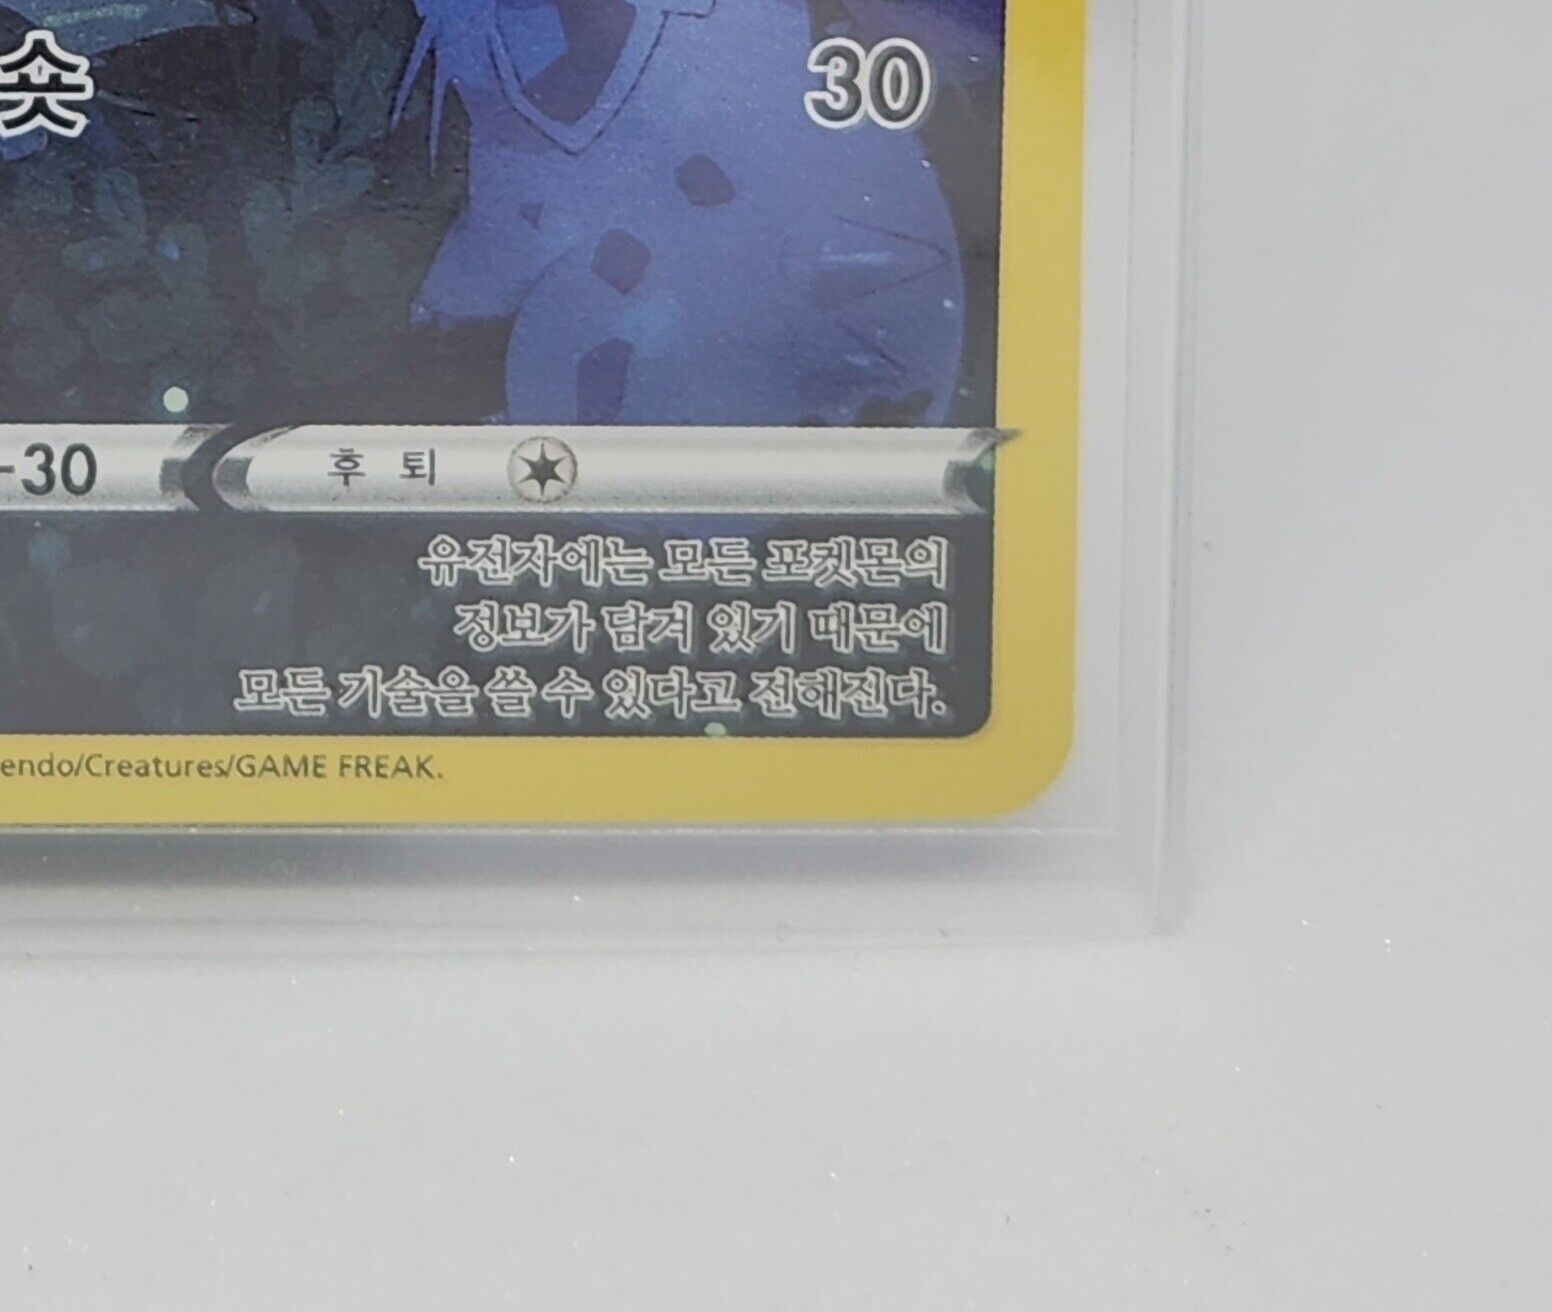 숏 30
-30 후퇴
유전자에는 모든 포켓몬의
정보가 담겨 있기 때문에
모든 기술을 쓸 수 있다고 전해진다.
endo/Creatures/GAME FREAK.